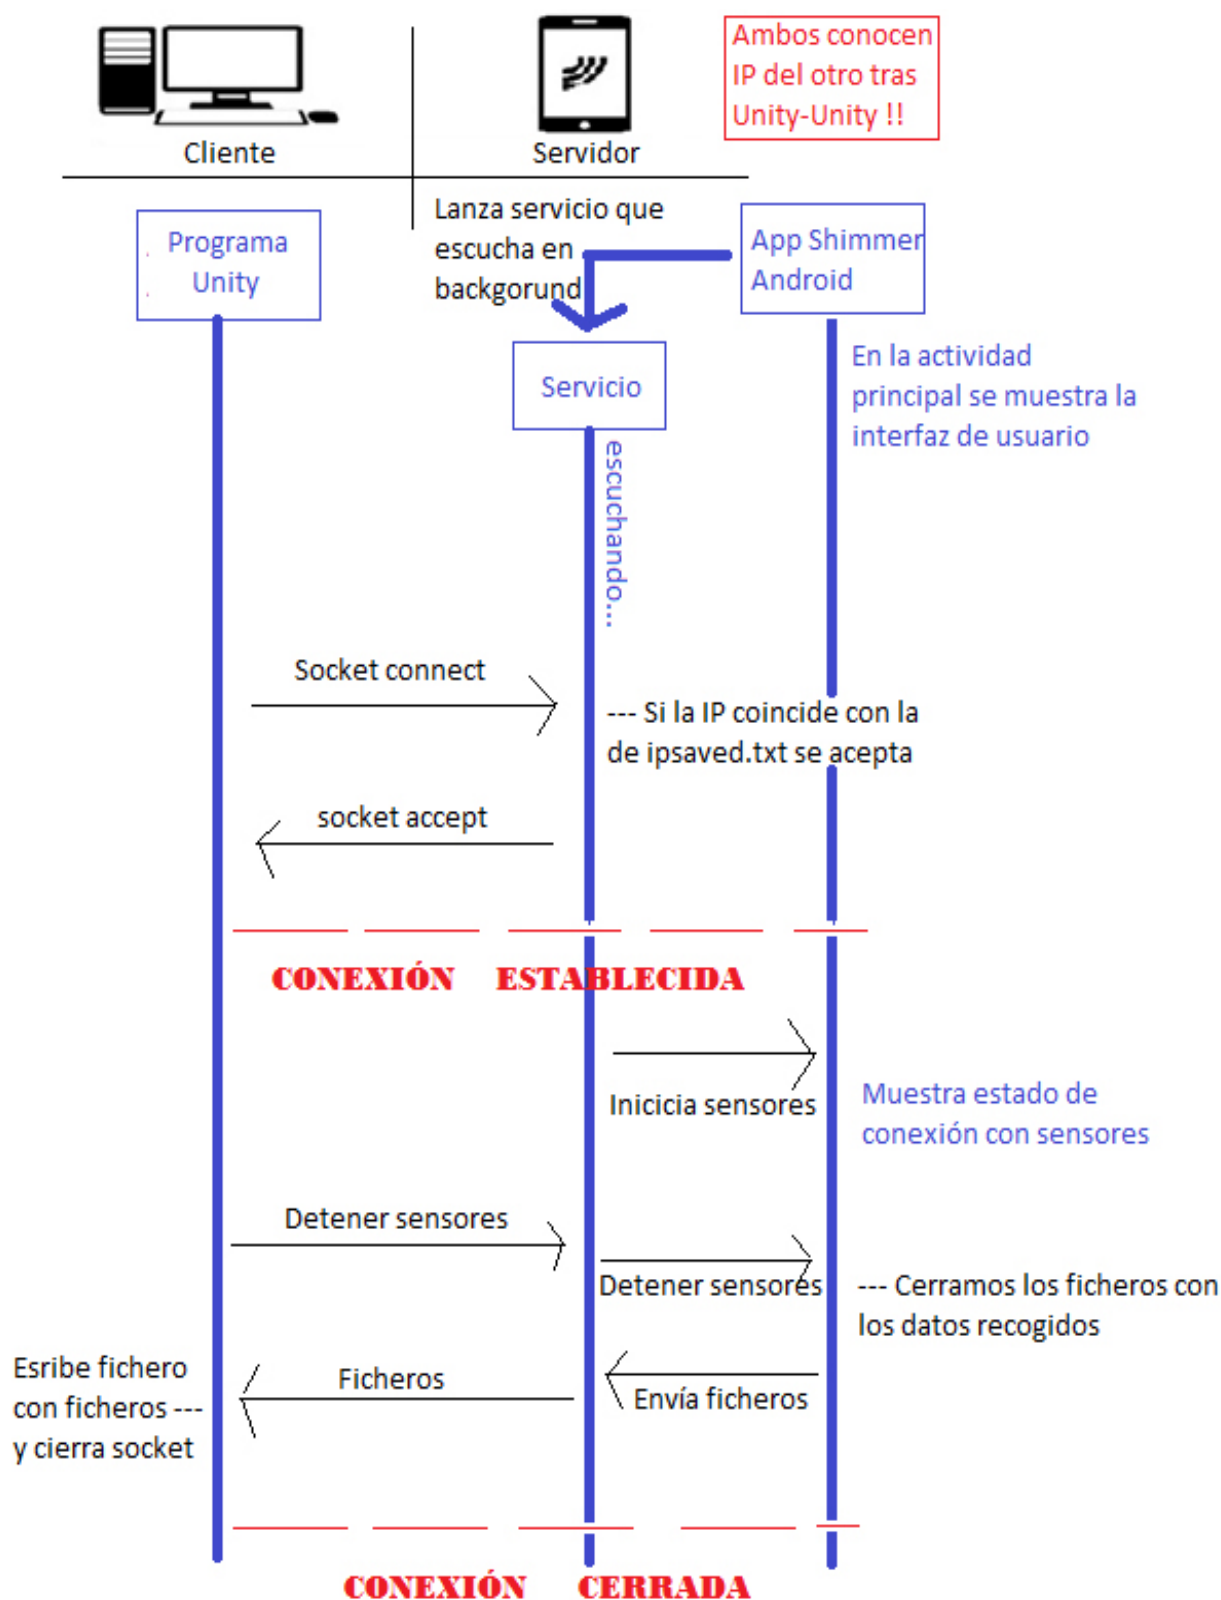 Ambos conocen
IP del otro tras
Unity-Unity !!
Cliente
Servidor
Lanza servicio que
escucha en
backgorund
Programa
Unity
App Shimmer
Android
Servicio
En la actividad
principal se muestra la
interfaz de usuario
escuchando...
Socket connect
--- Si la IP coincide con la
de ipsaved.txt se acepta
socket accept
CONEXIÓN ESTABLECIDA
Inicicia sensores
Muestra estado de
conexión con sensores
Detener sensores
Detener sensores
--- Cerramos los ficheros con
los datos recogidos
Esribe fichero
con ficheros ---
y cierra socket
Ficheros
Envía ficheros
CONEXIÓN CERRADA